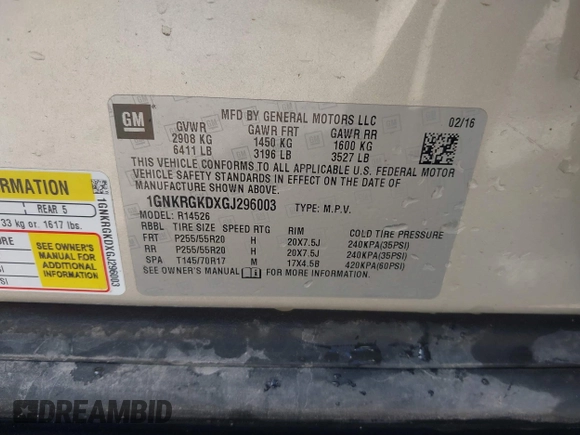 GM
MFD BY GENERAL MOTORS LLC
02/16
GVWR GAWR FRT GAWR RR
2908 KG 1450 KG 1600 KG
6411 LB 3196 LB 3527 LB
THIS VEHICLE CONFORMS TO ALL APPLICABLE U.S. FEDERAL MOTOR
VEHICLE SAFETY STANDARDS IN EFFECT ON THE DATE OF
MANUFACTURE SHOWN ABOVE.
1GNKRGKDXGJ296003 TYPE: M.P.V.
MODEL: R14526
RBBL TIRE SIZE SPEED RTG RIM COLD TIRE PRESSURE
FRT P255/55R20 H 20X7.5J 240KPA(35PSI)
RR P255/55R20 H 20X7.5J 240KPA(35PSI)
SPA T145/70R17 M 17X4.5B 420KPA(60PSI)
SEE OWNER'S MANUAL FOR MORE INFORMATION.
FORMATION
REAR 5
33 kg or 1617 lbs.
SEE OWNER'S
MANUAL FOR
ADDITIONAL
INFORMATION
1GNKRGKDXGJ296003
DREAMBID